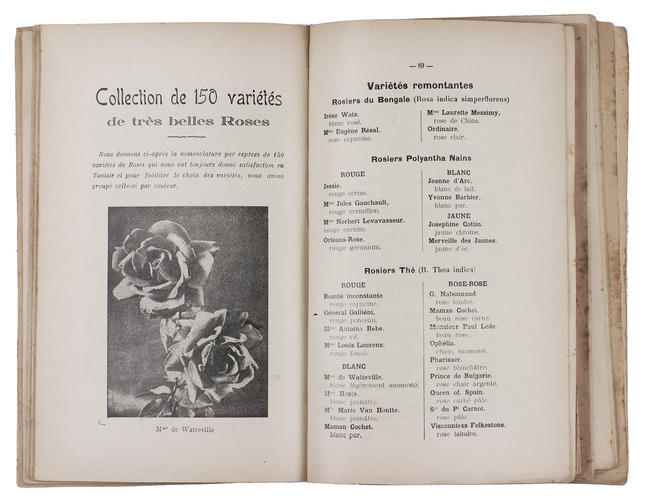 Collection de 150 variétés
de très belles Roses
Nous donnons ci-après la nomenclature par espèces de 150
variétés de Roses qui nous ont toujours donné satisfaction en
Tunisie et pour faciliter le choix des variétés, nous avons
groupé celle-ci par couleur.
Mme de Watteville
— 89 —
Variétés remontantes
Rosiers du Bengale (Rosa indica simperflorens)
Irène Wats.
blanc rosé.
Mme Eugène Résal.
rose capucine.
Mme Laurette Messimy.
rose de Chine.
Ordinaire.
rose clair.
Rosiers Polyantha Nains
ROUGE
Jessie.
rouge cerise.
Mme Jules Gauchault,
rouge vermillon.
Mme Norbert Levavasseur.
rouge carmin.
Orléans-Rose.
rouge géranium.
BLANC
Jeanne d'Arc.
blanc de lait.
Yvonne Barbier.
blanc pur.
JAUNE
Josephine Cottin.
jaune chrome.
Merveille des Jaunes.
jaune d'or.
Rosiers Thé (R. Thea indica)
ROUGE
Beauté inconstante
rouge capucine.
Général Galliéni.
rouge ponceau.
Mme Antoine Rebe.
rouge vif.
Mme Louis Laurens.
rouge foncé.
BLANC
Mme de Watteville.
blanc légèrement saumoné.
Mme Hoste.
blanc jaunâtre.
Marie Van Houtte.
blanc jaunâtre.
Maman Cochet.
blanc pur.
ROSE-ROSE
G. Nabonnaud.
rose tendre.
Maman Cochet.
beau rose carné.
Monsieur Paul Lède.
beau rose.
Ophélia.
chair, saumoné.
Pharisaer.
rose blanchâtre.
Prince de Bulgarie.
rose chair argenté.
Queen of Spain.
rose carné pâle.
Sr du Pt Carnot.
rose pâle.
Viscountess Folkestone.
rose tsindre.